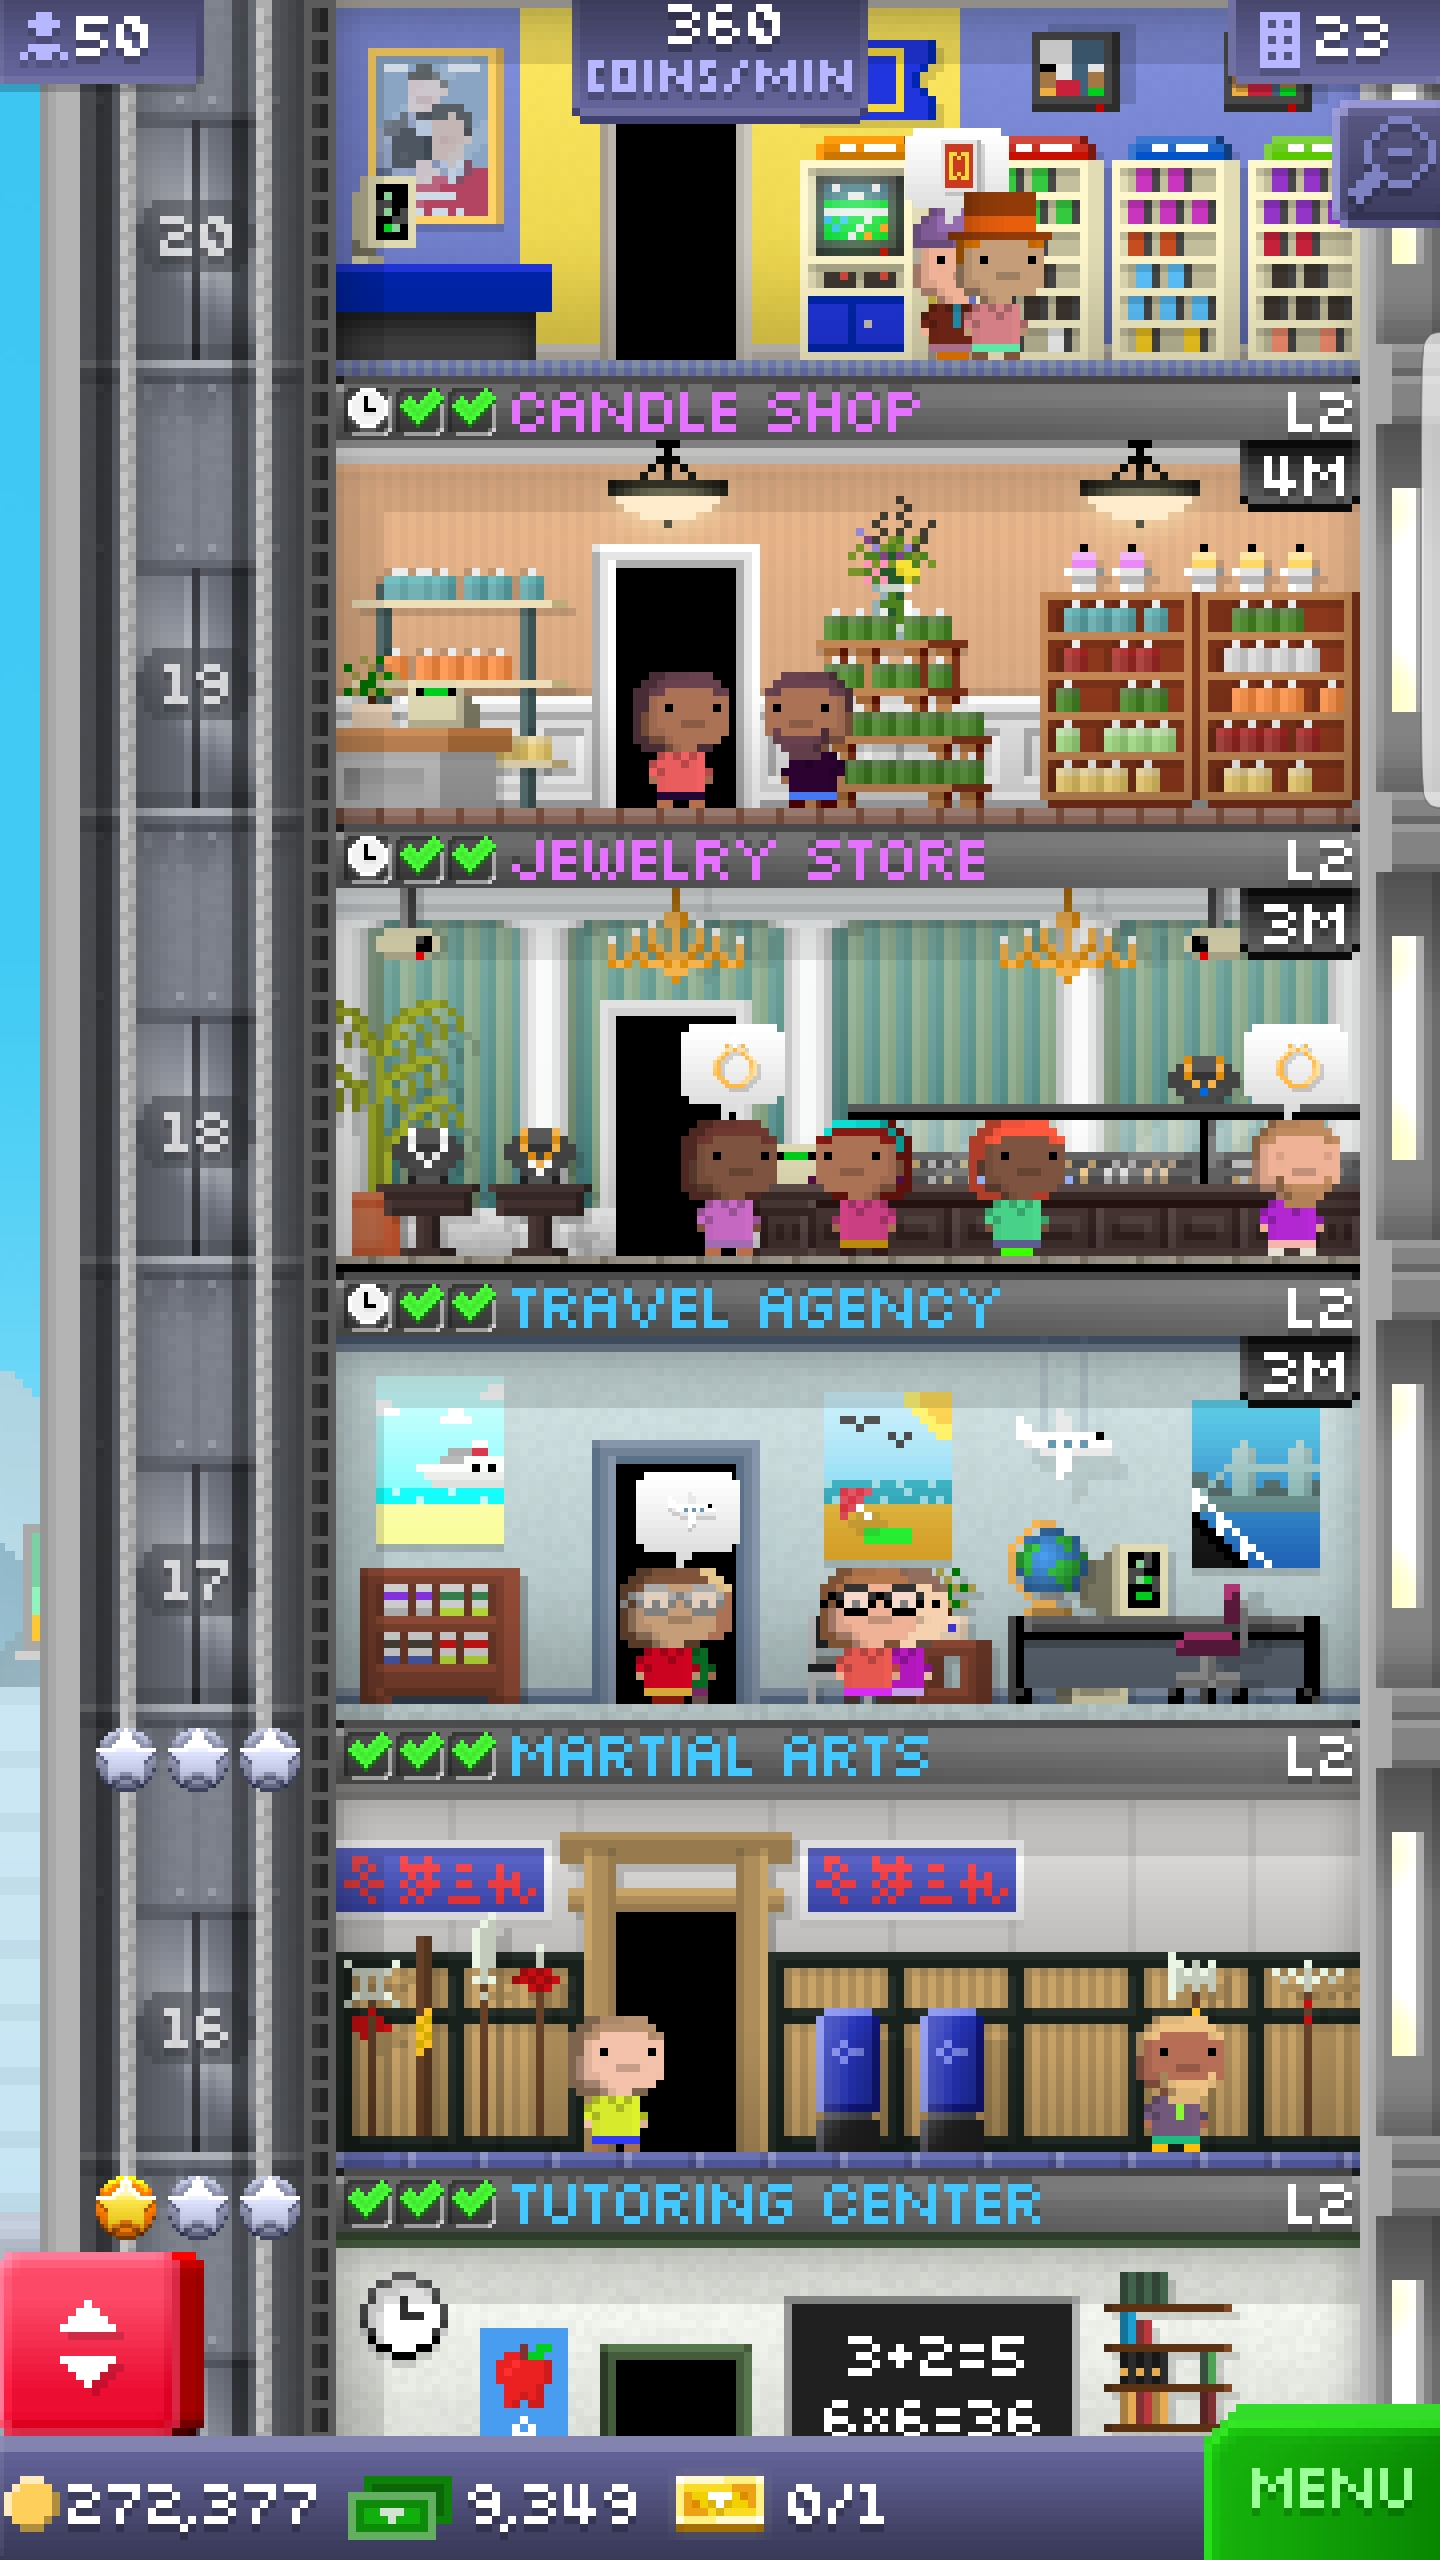 50
360
COINS/MIN
23
20
CANDLE SHOP L2
4M
19
JEWELRY STORE L2
3M
18
TRAVEL AGENCY L2
3M
17
MARTIAL ARTS L2
16
TUTORING CENTER L2
3+2=5
6x6=36
272,377 9,349 0/1
MENU